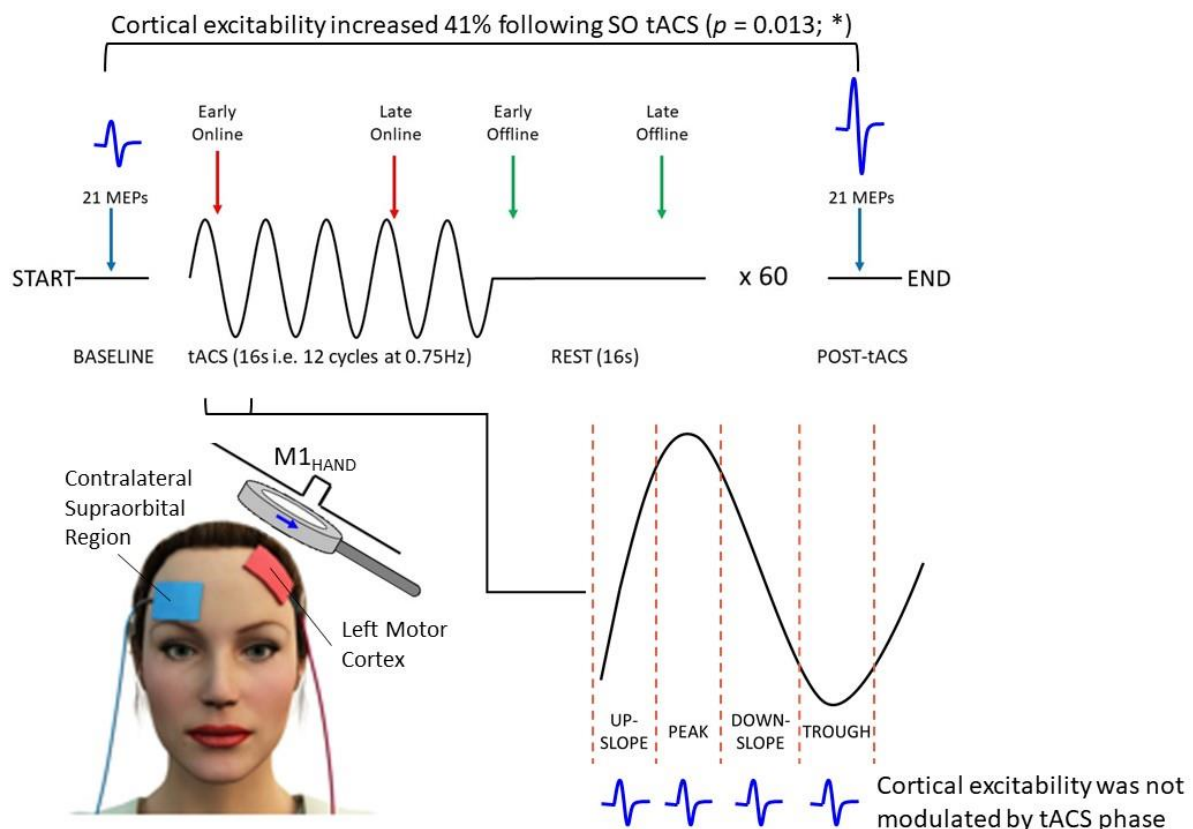 Cortical excitability increased 41% following SO tACS (p = 0.013; *)
Early
Online
Late
Online
Early
Offline
Late
Offline
21 MEPs
21 MEPs
START
x 60
END
BASELINE
tACS (16s i.e. 12 cycles at 0.75Hz)
REST (16s)
POST-tACS
M1HAND
Contralateral
Supraorbital
Region
Left Motor
Cortex
UP-
SLOPE
PEAK
DOWN-
SLOPE
TROUGH
Cortical excitability was not
modulated by tACS phase